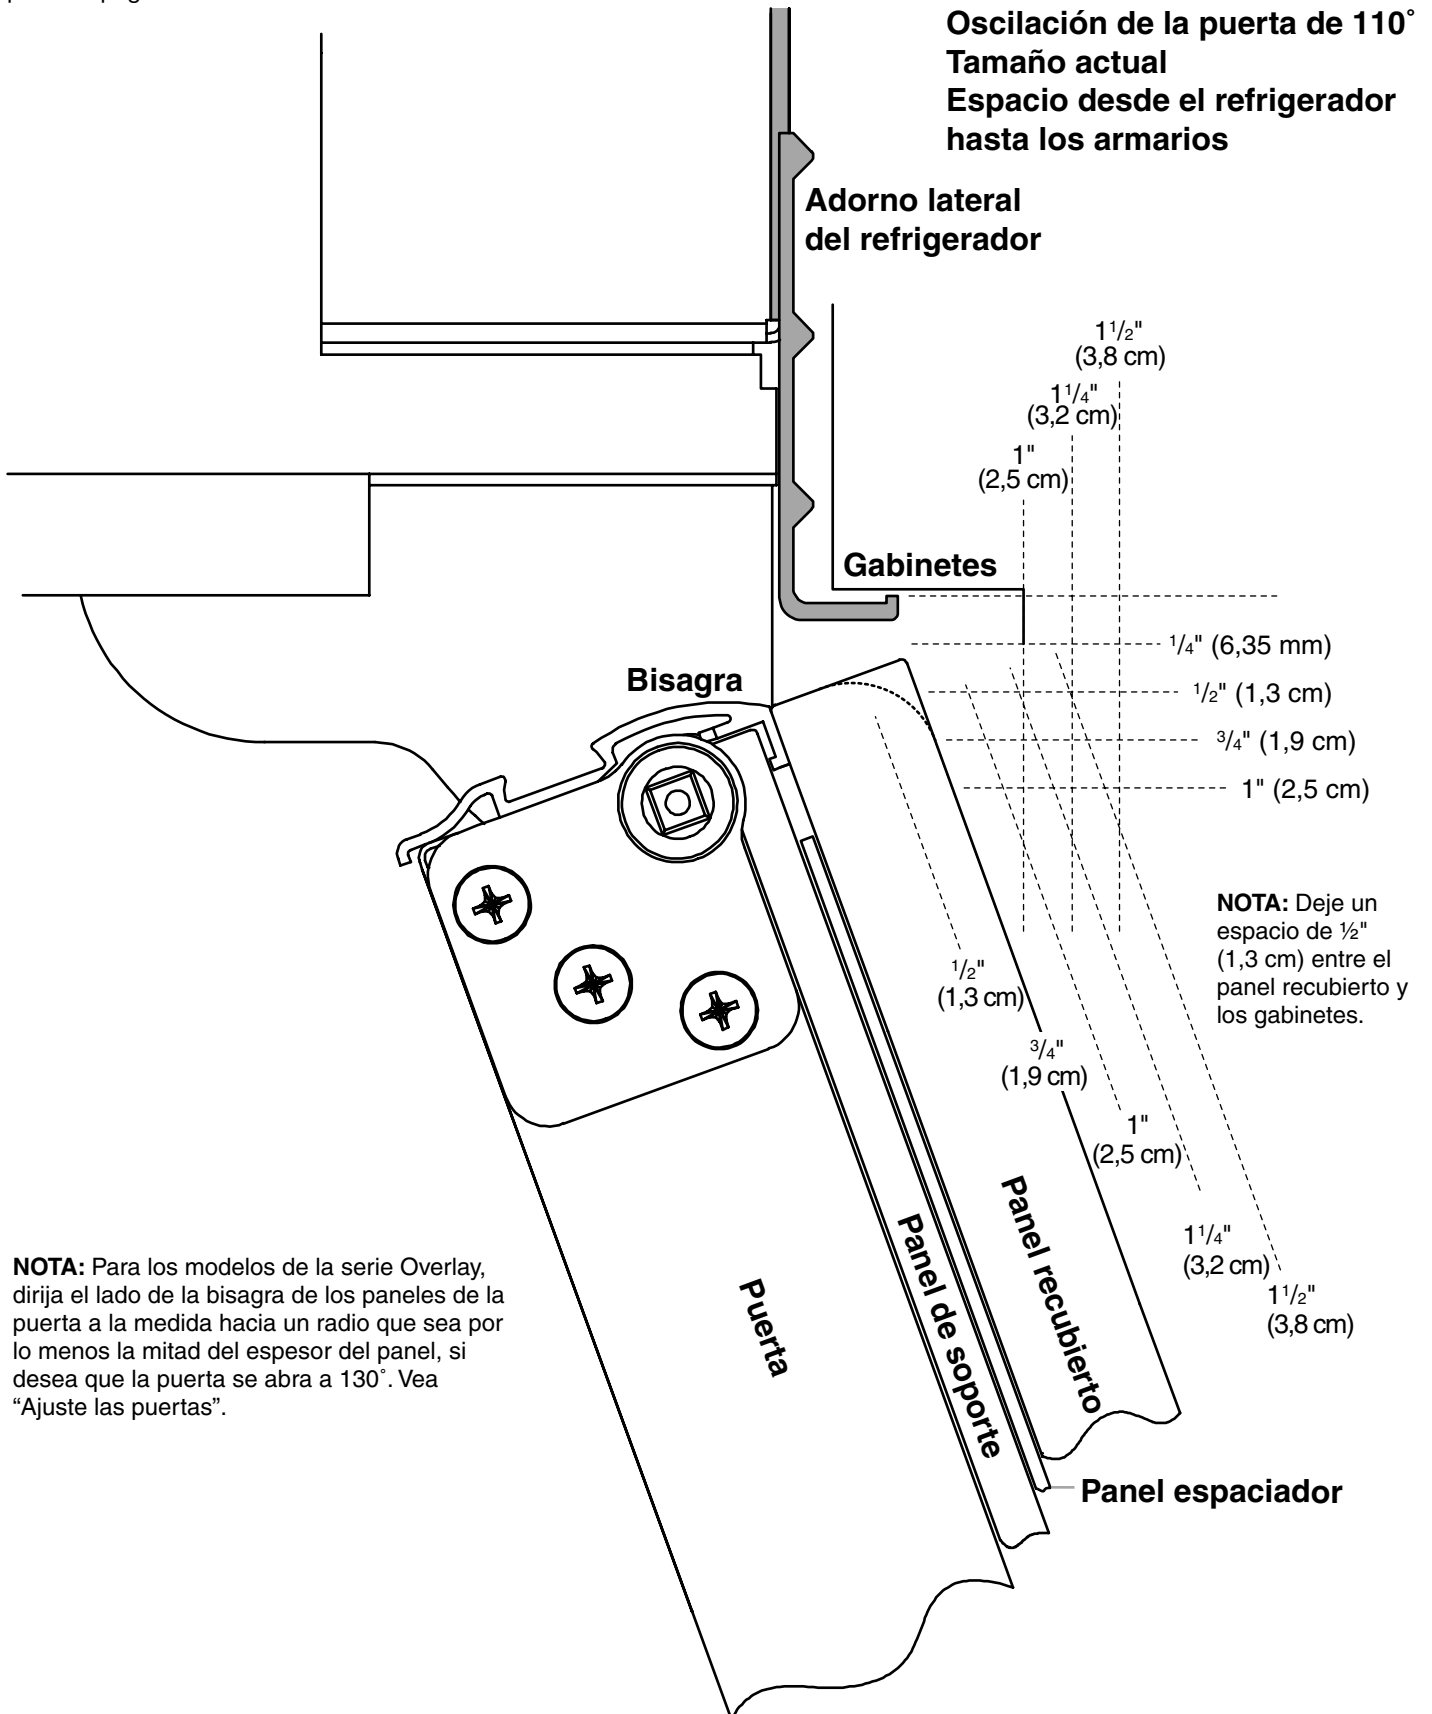 Oscilación de la puerta de 110˚
Tamaño actual
Espacio desde el refrigerador
hasta los armarios
Adorno lateral
del refrigerador
1 1/2"
(3,8 cm)
1 1/4"
(3,2 cm)
1"
(2,5 cm)
Gabinetes
1/4" (6,35 mm)
1/2" (1,3 cm)
3/4" (1,9 cm)
1" (2,5 cm)
Bisagra
NOTA: Deje un
espacio de ½"
(1,3 cm) entre el
panel recubierto y
los gabinetes.
1/2"
(1,3 cm)
3/4"
(1,9 cm)
1"
(2,5 cm)
1 1/4"
(3,2 cm)
1 1/2"
(3,8 cm)
Puerta
Panel de soporte
Panel recubierto
Panel espaciador
NOTA: Para los modelos de la serie Overlay,
dirija el lado de la bisagra de los paneles de la
puerta a la medida hacia un radio que sea por
lo menos la mitad del espesor del panel, si
desea que la puerta se abra a 130˚. Vea
“Ajuste las puertas”.